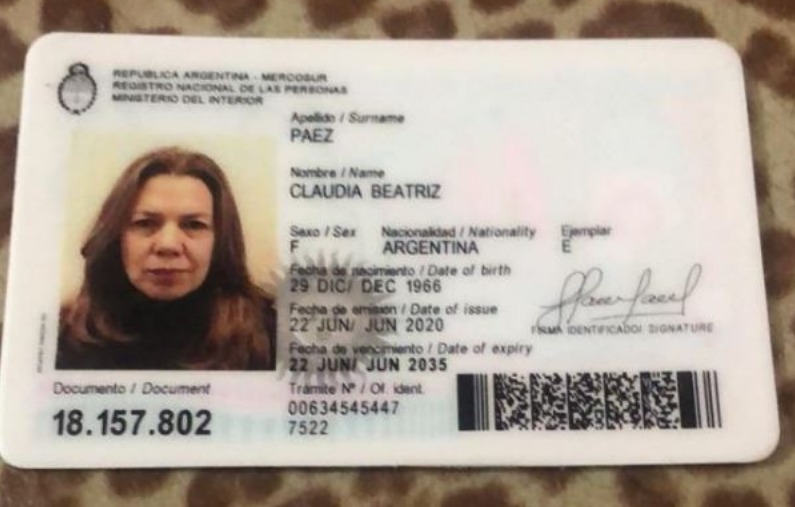 REPUBLICA ARGENTINA - MERCOSUR
REGISTRO NACIONAL DE LAS PERSONAS
MINISTERIO DEL INTERIOR
Apellido / Surname
PAEZ
Nombre / Name
CLAUDIA BEATRIZ
Sexo / Sex Nacionalidad / Nationality Ejemplar
F ARGENTINA E
Fecha de nacimiento / Date of birth
29 DIC/ DEC 1966
Fecha de emisión / Date of issue
22 JUN/ JUN 2020
FIRMA IDENTIFICADO/ SIGNATURE
Fecha de vencimiento / Date of expiry
22 JUN/ JUN 2035
Documento / Document
18.157.802
Trámite Nº / Of. ident.
00634545447
7522